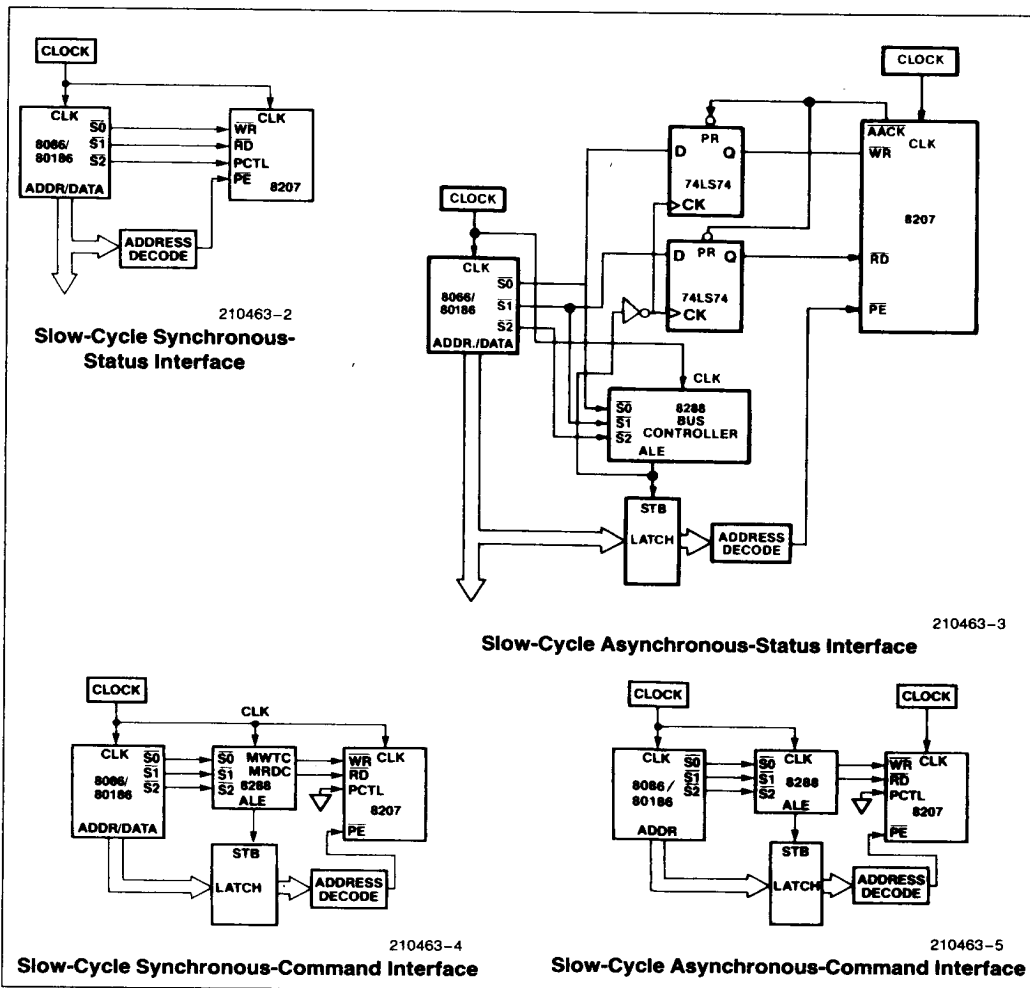 CLOCK
CLK
8086/
80186
S0
S1
S2
ADDR/DATA
CLK
WR
RD
PCTL
PE
8207
ADDRESS
DECODE
210463-2
Slow-Cycle Synchronous-
Status Interface
CLOCK
CLK
8066/
80186
S0
S1
S2
ADDR./DATA
PR
D
Q
74LS74
CK
PR
D
Q
74LS74
CK
CLOCK
AACK
CLK
WR
8207
RD
PE
CLK
S0
S1
S2
8288
BUS
CONTROLLER
ALE
STB
LATCH
ADDRESS
DECODE
210463-3
Slow-Cycle Asynchronous-Status Interface
CLOCK
CLK
CLK
8086/
80186
S0
S1
S2
ADDR/DATA
S0
S1
S2
MWTC
MRDC
8288
ALE
CLK
WR
RD
PCTL
8207
PE
STB
LATCH
ADDRESS
DECODE
210463-4
Slow-Cycle Synchronous-Command Interface
CLOCK
CLOCK
CLK
8086/
80186
S0
S1
S2
ADDR
CLK
S0
S1
S2
8288
ALE
WR
CLK
RD
PCTL
8207
PE
STB
LATCH
ADDRESS
DECODE
210463-5
Slow-Cycle Asynchronous-Command Interface